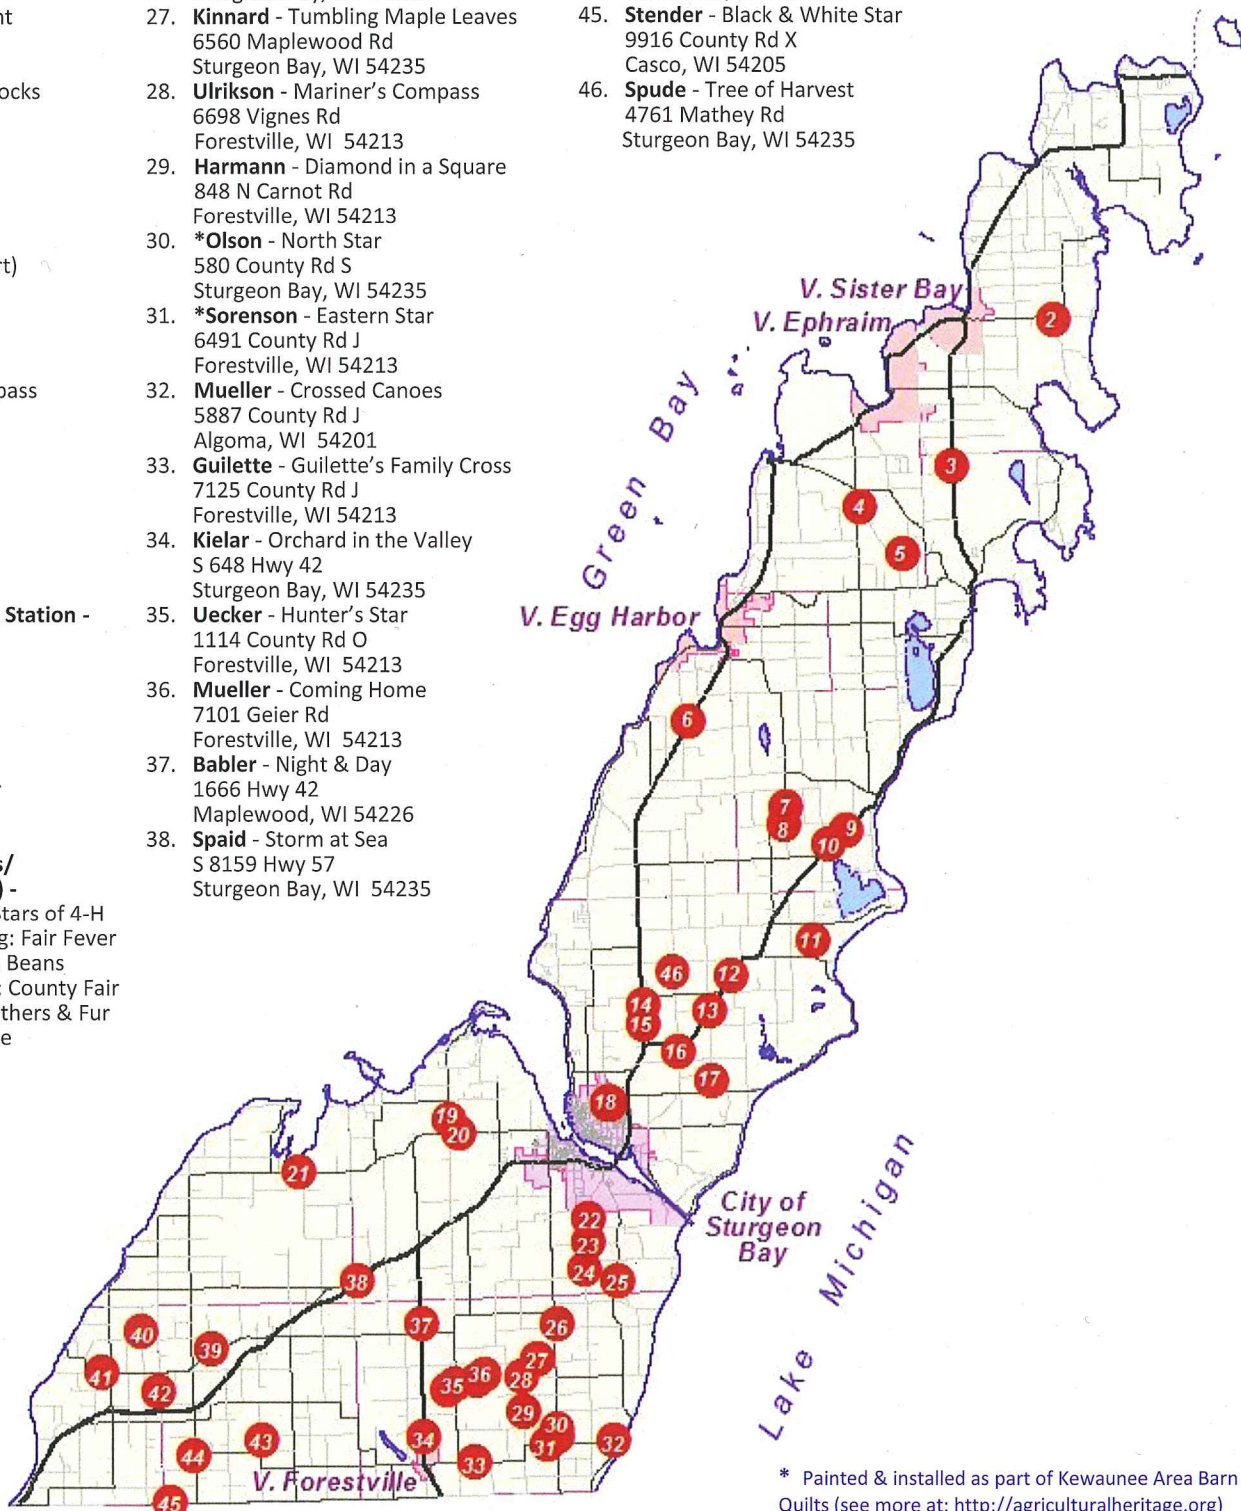 nt
ocks
rt)
pass
Station -
s/
) -
Stars of 4-H
g: Fair Fever
Beans
: County Fair
thers & Fur
e
27. Kinnard - Tumbling Maple Leaves
6560 Maplewood Rd
Sturgeon Bay, WI 54235
28. Ulrikson - Mariner's Compass
6698 Vignes Rd
Forestville, WI 54213
29. Harmann - Diamond in a Square
848 N Carnot Rd
Forestville, WI 54213
30. *Olson - North Star
580 County Rd S
Sturgeon Bay, WI 54235
31. *Sorenson - Eastern Star
6491 County Rd J
Forestville, WI 54213
32. Mueller - Crossed Canoes
5887 County Rd J
Algoma, WI 54201
33. Guilette - Guilette's Family Cross
7125 County Rd J
Forestville, WI 54213
34. Kielar - Orchard in the Valley
S 648 Hwy 42
Sturgeon Bay, WI 54235
35. Uecker - Hunter's Star
1114 County Rd O
Forestville, WI 54213
36. Mueller - Coming Home
7101 Geier Rd
Forestville, WI 54213
37. Babler - Night & Day
1666 Hwy 42
Maplewood, WI 54226
38. Spaid - Storm at Sea
S 8159 Hwy 57
Sturgeon Bay, WI 54235
45. Stender - Black & White Star
9916 County Rd X
Casco, WI 54205
46. Spude - Tree of Harvest
4761 Mathey Rd
Sturgeon Bay, WI 54235
V. Sister Bay
V. Ephraim
2
Green Bay
3
4
5
V. Egg Harbor
6
7
8
9
10
11
46
12
14
13
15
16
17
18
19
20
21
City of
Sturgeon
Bay
Lake Michigan
22
23
24
25
38
37
26
40
39
27
41
42
35
36
28
29
30
31
32
34
33
43
44
45
V. Forestville
* Painted & installed as part of Kewaunee Area Barn
Quilts (see more at: http://agriculturalheritage.org)